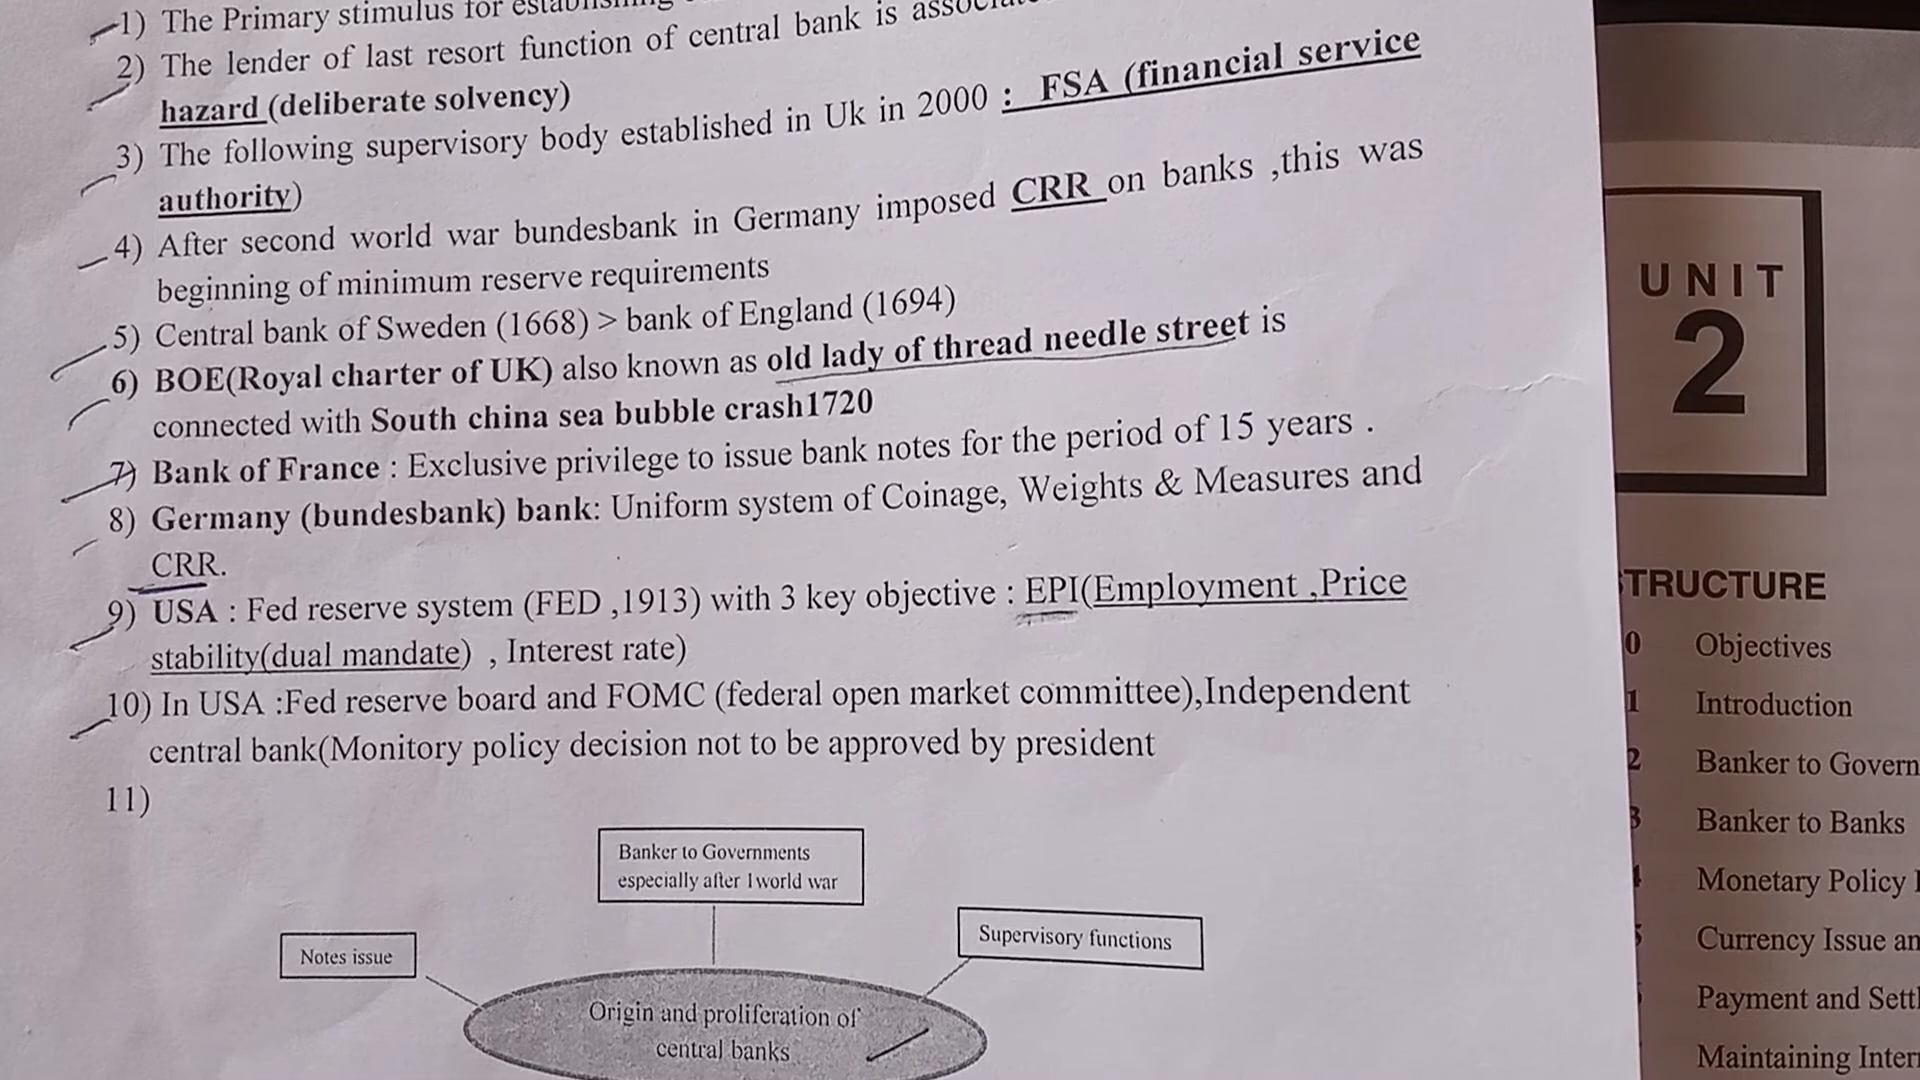 1) The Primary stimulus for
2) The lender of last resort function of central bank is
hazard (deliberate solvency)
3) The following supervisory body established in Uk in 2000 : FSA (financial service
authority)
4) After second world war bundesbank in Germany imposed CRR on banks ,this was
beginning of minimum reserve requirements
5) Central bank of Sweden (1668) > bank of England (1694)
6) BOE(Royal charter of UK) also known as old lady of thread needle street is
connected with South china sea bubble crash1720
7) Bank of France : Exclusive privilege to issue bank notes for the period of 15 years .
8) Germany (bundesbank) bank: Uniform system of Coinage, Weights & Measures and
CRR.
9) USA : Fed reserve system (FED ,1913) with 3 key objective : EPI(Employment ,Price
stability(dual mandate) , Interest rate)
10) In USA :Fed reserve board and FOMC (federal open market committee),Independent
central bank(Monitory policy decision not to be approved by president
11)
Banker to Governments
especially after I world war
Notes issue
Supervisory functions
Origin and proliferation of
central banks
UNIT
2
TRUCTURE
0 Objectives
1 Introduction
2 Banker to Govern
3 Banker to Banks
Monetary Policy
Currency Issue an
Payment and Settl
Maintaining Inter